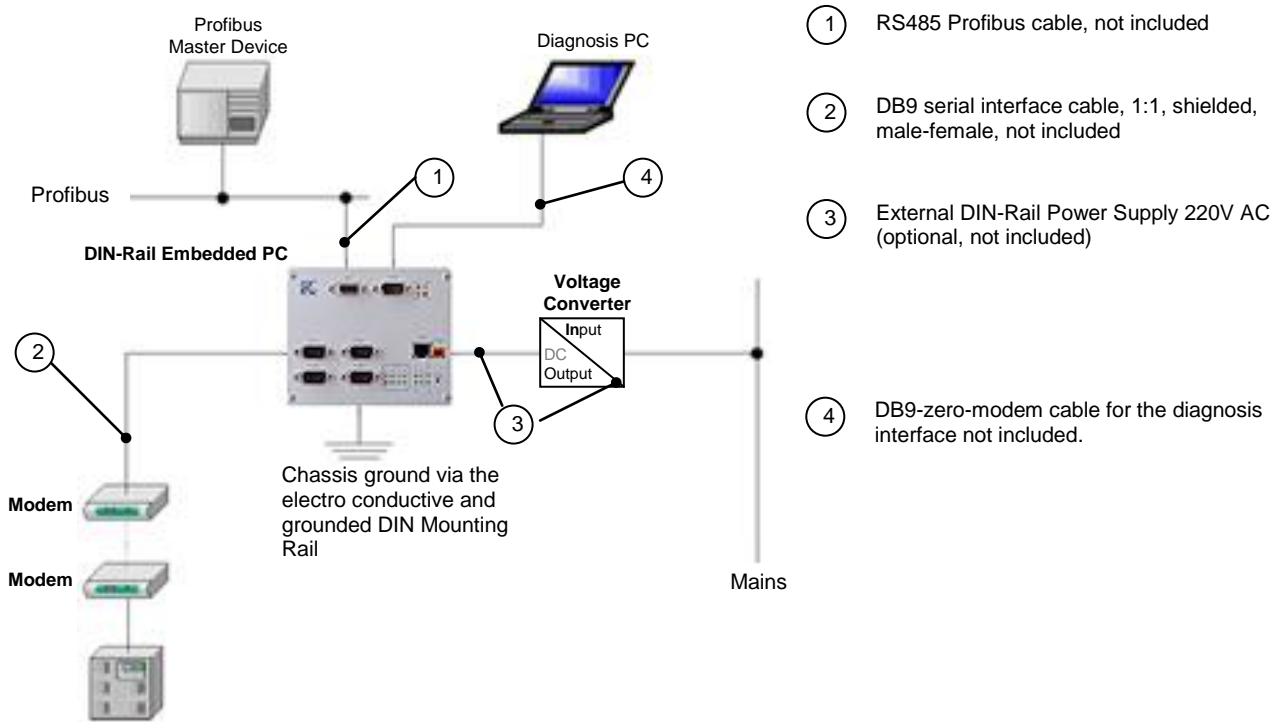 Profibus
Master Device
Diagnosis PC
1
RS485 Profibus cable, not included
2
DB9 serial interface cable, 1:1, shielded,
male-female, not included
1
4
Profibus
3
External DIN-Rail Power Supply 220V AC
(optional, not included)
DIN-Rail Embedded PC
Voltage
Converter
Input
DC
Output
2
3
4
DB9-zero-modem cable for the diagnosis
interface not included.
Chassis ground via the
electro conductive and
grounded DIN Mounting
Rail
Modem
Modem
Mains